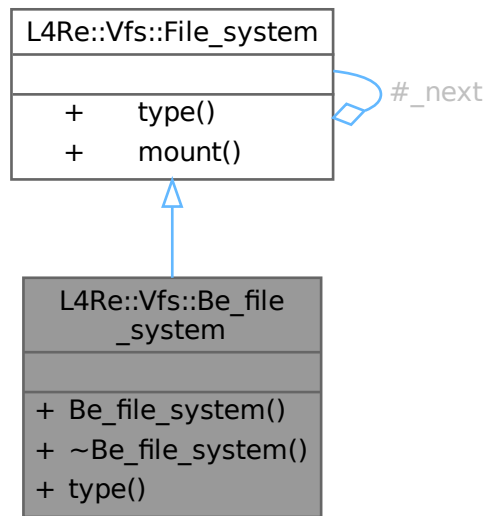 L4Re::Vfs::File_system
+ type()
+ mount()
#_next
L4Re::Vfs::Be_file
_system
+ Be_file_system()
+ ~Be_file_system()
+ type()